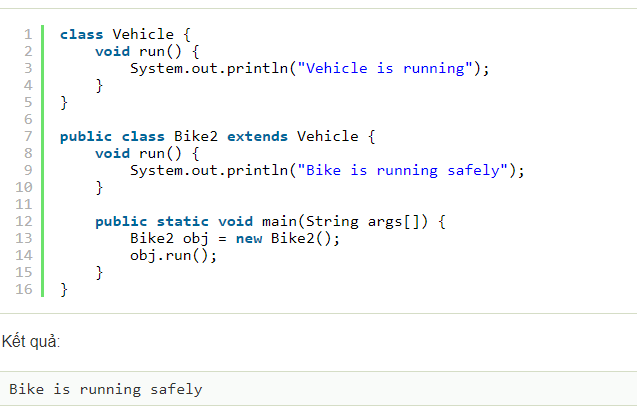 1 class Vehicle {
2     void run() {
3         System.out.println("Vehicle is running");
4     }
5 }
6
7 public class Bike2 extends Vehicle {
8     void run() {
9         System.out.println("Bike is running safely");
10     }
11
12     public static void main(String args[]) {
13         Bike2 obj = new Bike2();
14         obj.run();
15     }
16 }
Kết quả:
Bike is running safely